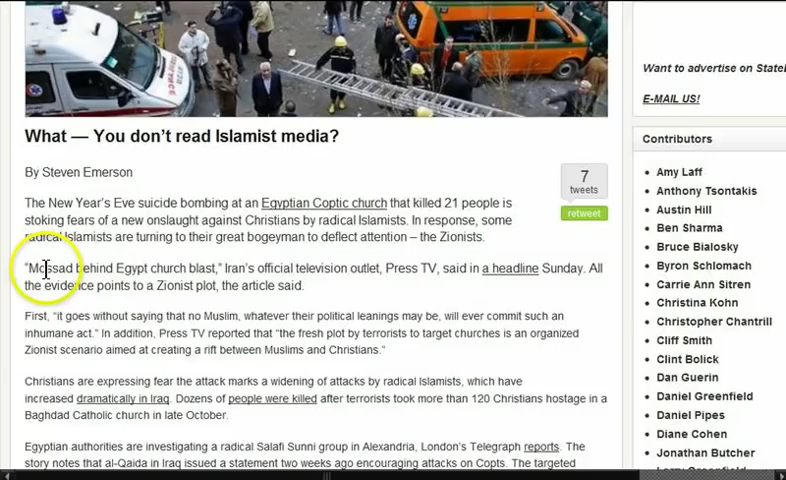 Want to advertise on State
E-MAIL US!
What — You don't read Islamist media?
By Steven Emerson
7
tweets
retweet
The New Year's Eve suicide bombing at an Egyptian Coptic church that killed 21 people is
stoking fears of a new onslaught against Christians by radical Islamists. In response, some
radical Islamists are turning to their great bogeyman to deflect attention – the Zionists.
"Mossad behind Egypt church blast," Iran's official television outlet, Press TV, said in a headline Sunday. All
the evidence points to a Zionist plot, the article said.
First, "it goes without saying that no Muslim, whatever their political leanings may be, will ever commit such an
inhumane act." In addition, Press TV reported that "the fresh plot by terrorists to target churches is an organized
Zionist scenario aimed at creating a rift between Muslims and Christians."
Christians are expressing fear the attack marks a widening of attacks by radical Islamists, which have
increased dramatically in Iraq. Dozens of people were killed after terrorists took more than 120 Christians hostage in a
Baghdad Catholic church in late October.
Egyptian authorities are investigating a radical Salafi Sunni group in Alexandria, London's Telegraph reports. The
story notes that al-Qaida in Iraq issued a statement two weeks ago encouraging attacks on Copts. The targeted
Contributors
Amy Laff
Anthony Tsontakis
Austin Hill
Ben Sharma
Bruce Bialosky
Byron Schlomach
Carrie Ann Sitren
Christina Kohn
Christopher Chantrill
Cliff Smith
Clint Bolick
Dan Guerin
Daniel Greenfield
Daniel Pipes
Diane Cohen
Jonathan Butcher